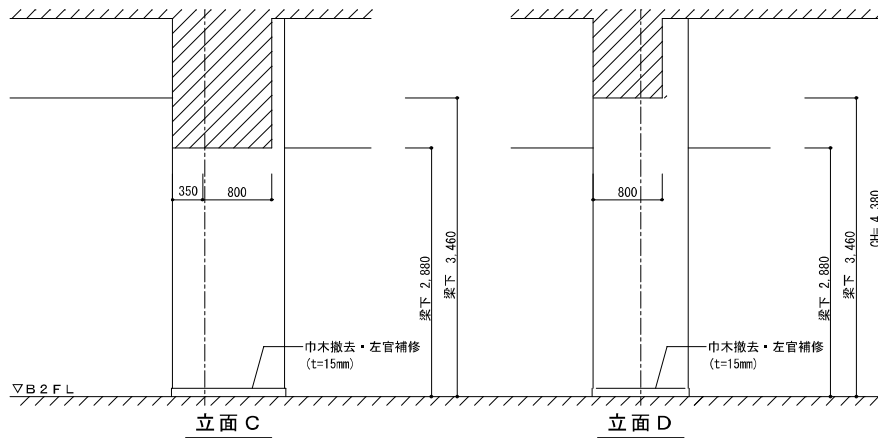 350
800
梁下 2,880
梁下 3,460
巾木撤去・左官補修
(t=15mm)
▽B2FL
立面C
800
梁下 2,880
梁下 3,460
CH= 4,380
巾木撤去・左官補修
(t=15mm)
立面D